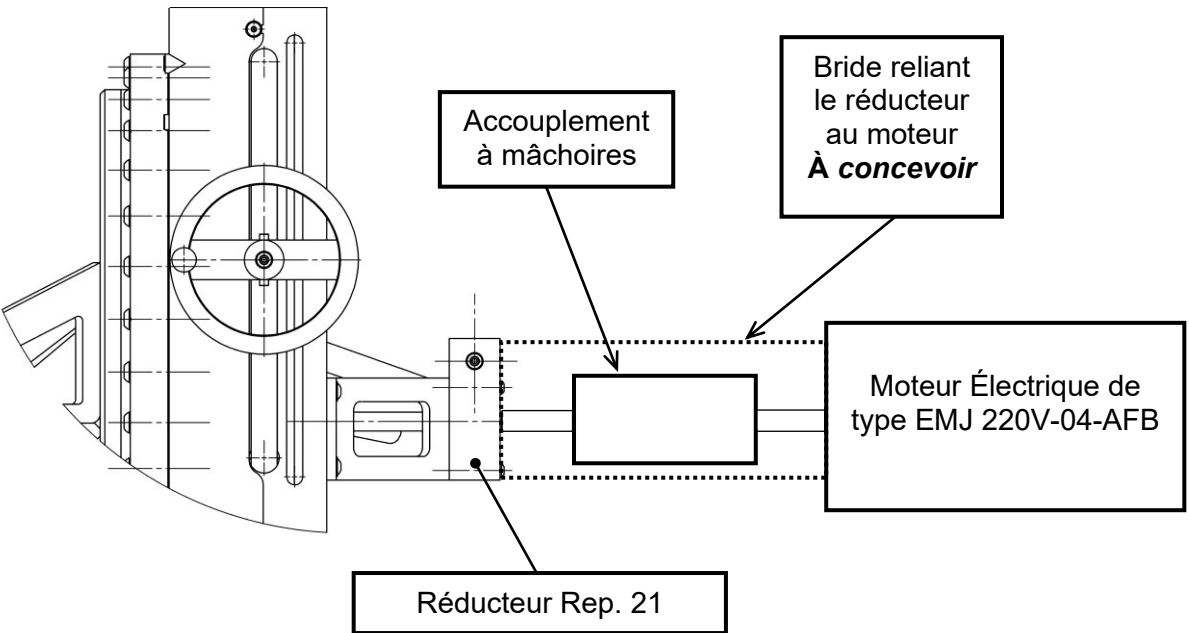 Bride reliant
le réducteur
au moteur
À concevoir
Accouplement
à mâchoires
Moteur Électrique de
type EMJ 220V-04-AFB
Réducteur Rep. 21